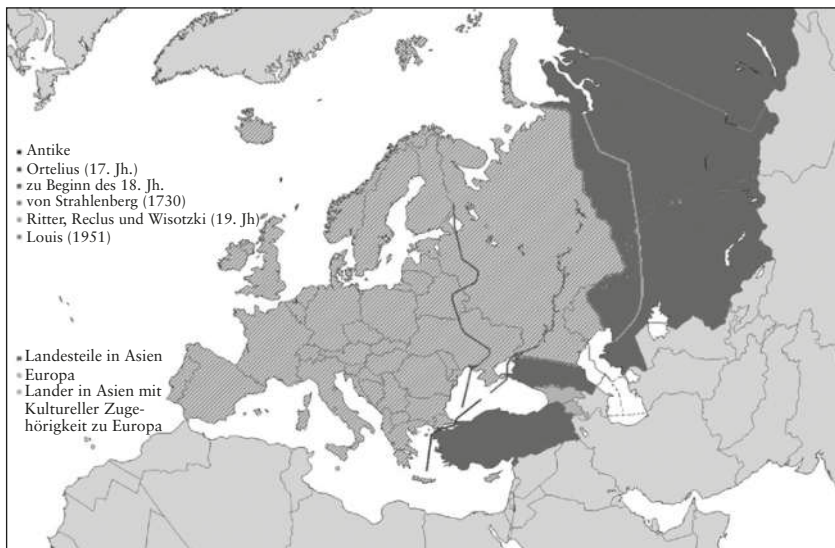 Antike
Ortelius (17. Jh.)
zu Beginn des 18. Jh.
von Strahlenberg (1730)
Ritter, Reclus und Wisotzki (19. Jh)
Louis (1951)
Landesteile in Asien
Europa
Lander in Asien mit
Kultureller Zuge-
hörigkeit zu Europa